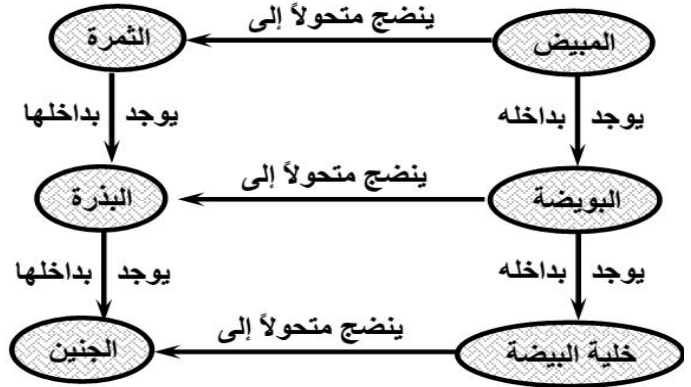 المبيض
ينضج متحولاً إلى
الثمرة
يوجد بداخله
يوجد بداخلها
البويضة
ينضج متحولاً إلى
البذرة
يوجد بداخله
يوجد بداخلها
خلية البيضة
ينضج متحولاً إلى
الجنين